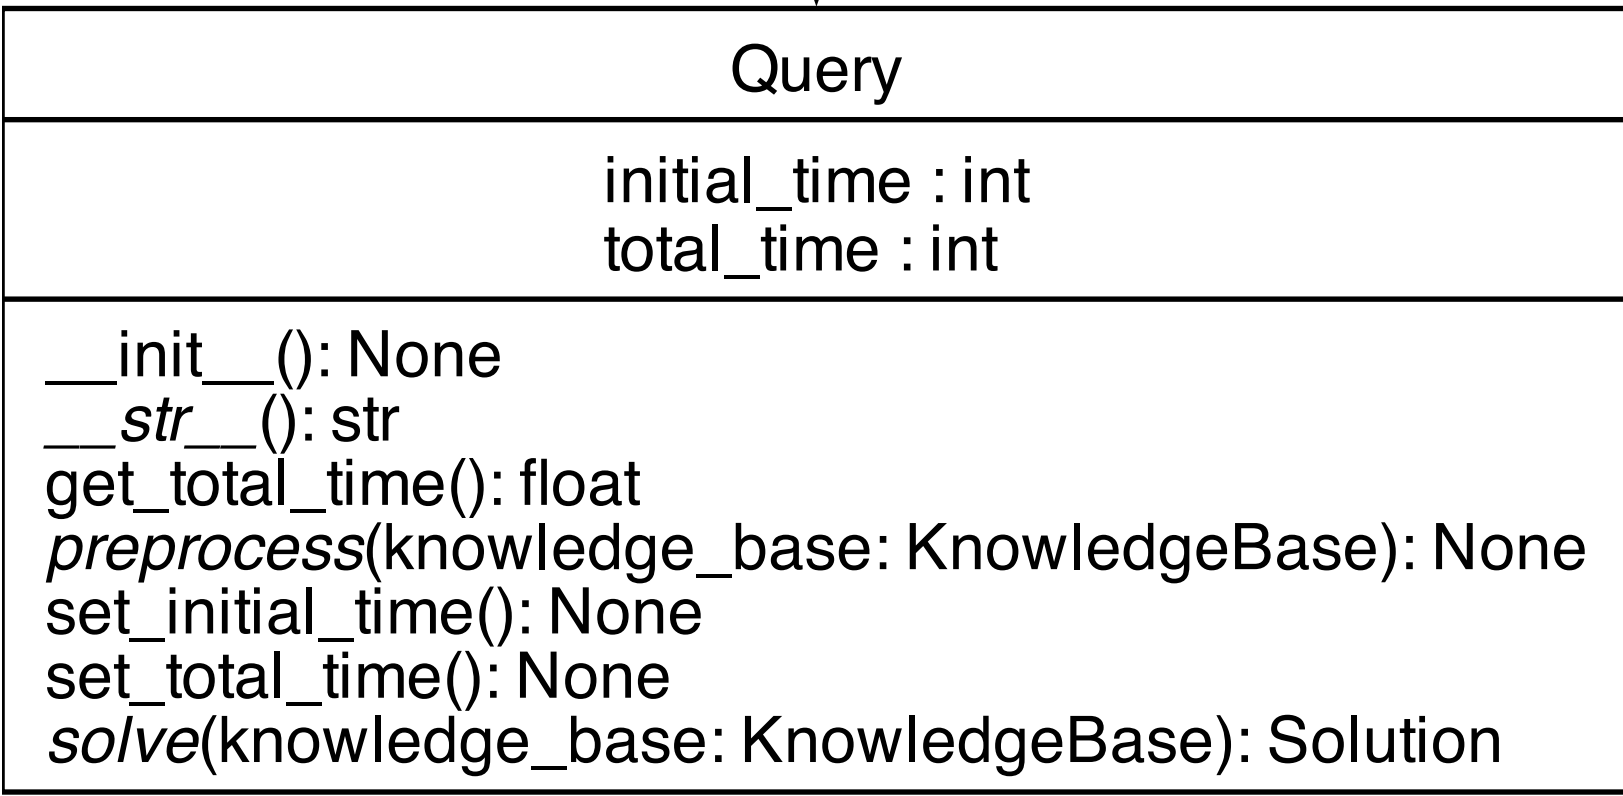 Query
initial_time : int
total_time : int
__init__(): None
__str__(): str
get_total_time(): float
preprocess(knowledge_base: KnowledgeBase): None
set_initial_time(): None
set_total_time(): None
solve(knowledge_base: KnowledgeBase): Solution